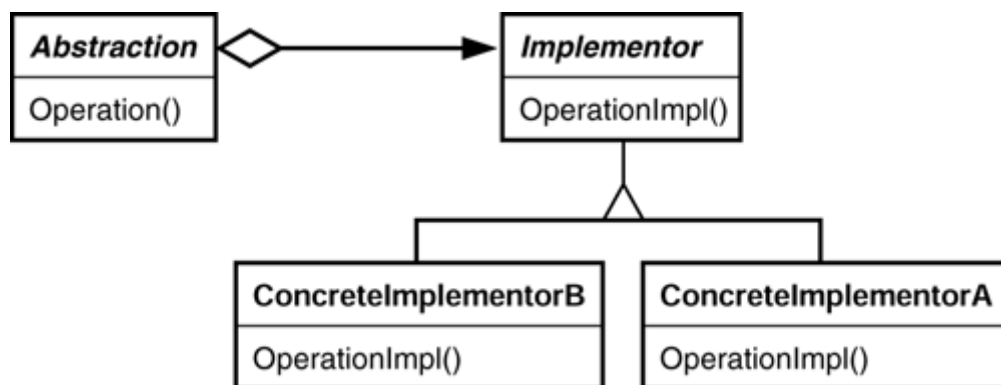 Abstraction
Operation()
Implementor
OperationImpl()
ConcreteImplementorB
OperationImpl()
ConcreteImplementorA
OperationImpl()